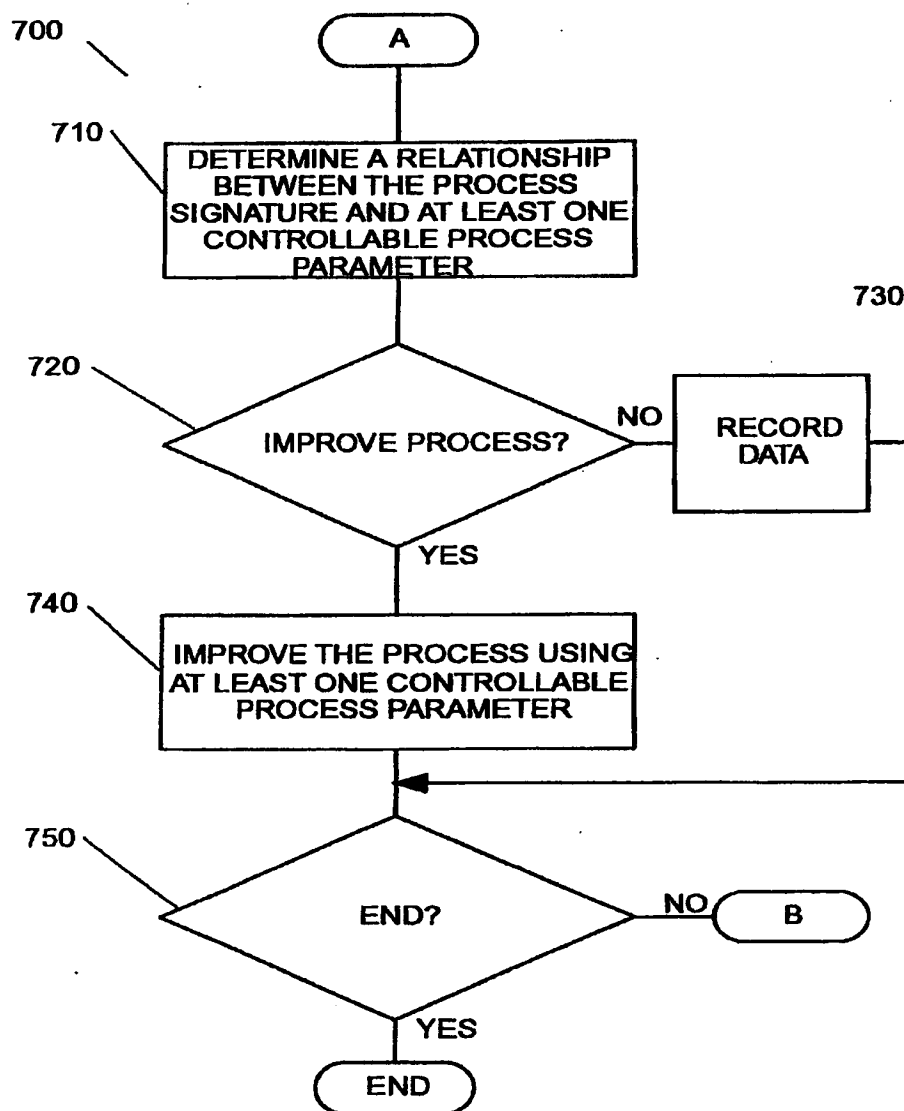 700
A
710
DETERMINE A RELATIONSHIP
BETWEEN THE PROCESS
SIGNATURE AND AT LEAST ONE
CONTROLLABLE PROCESS
PARAMETER
730
720
IMPROVE PROCESS?
NO
RECORD
DATA
YES
740
IMPROVE THE PROCESS USING
AT LEAST ONE CONTROLLABLE
PROCESS PARAMETER
750
END?
NO
B
YES
END